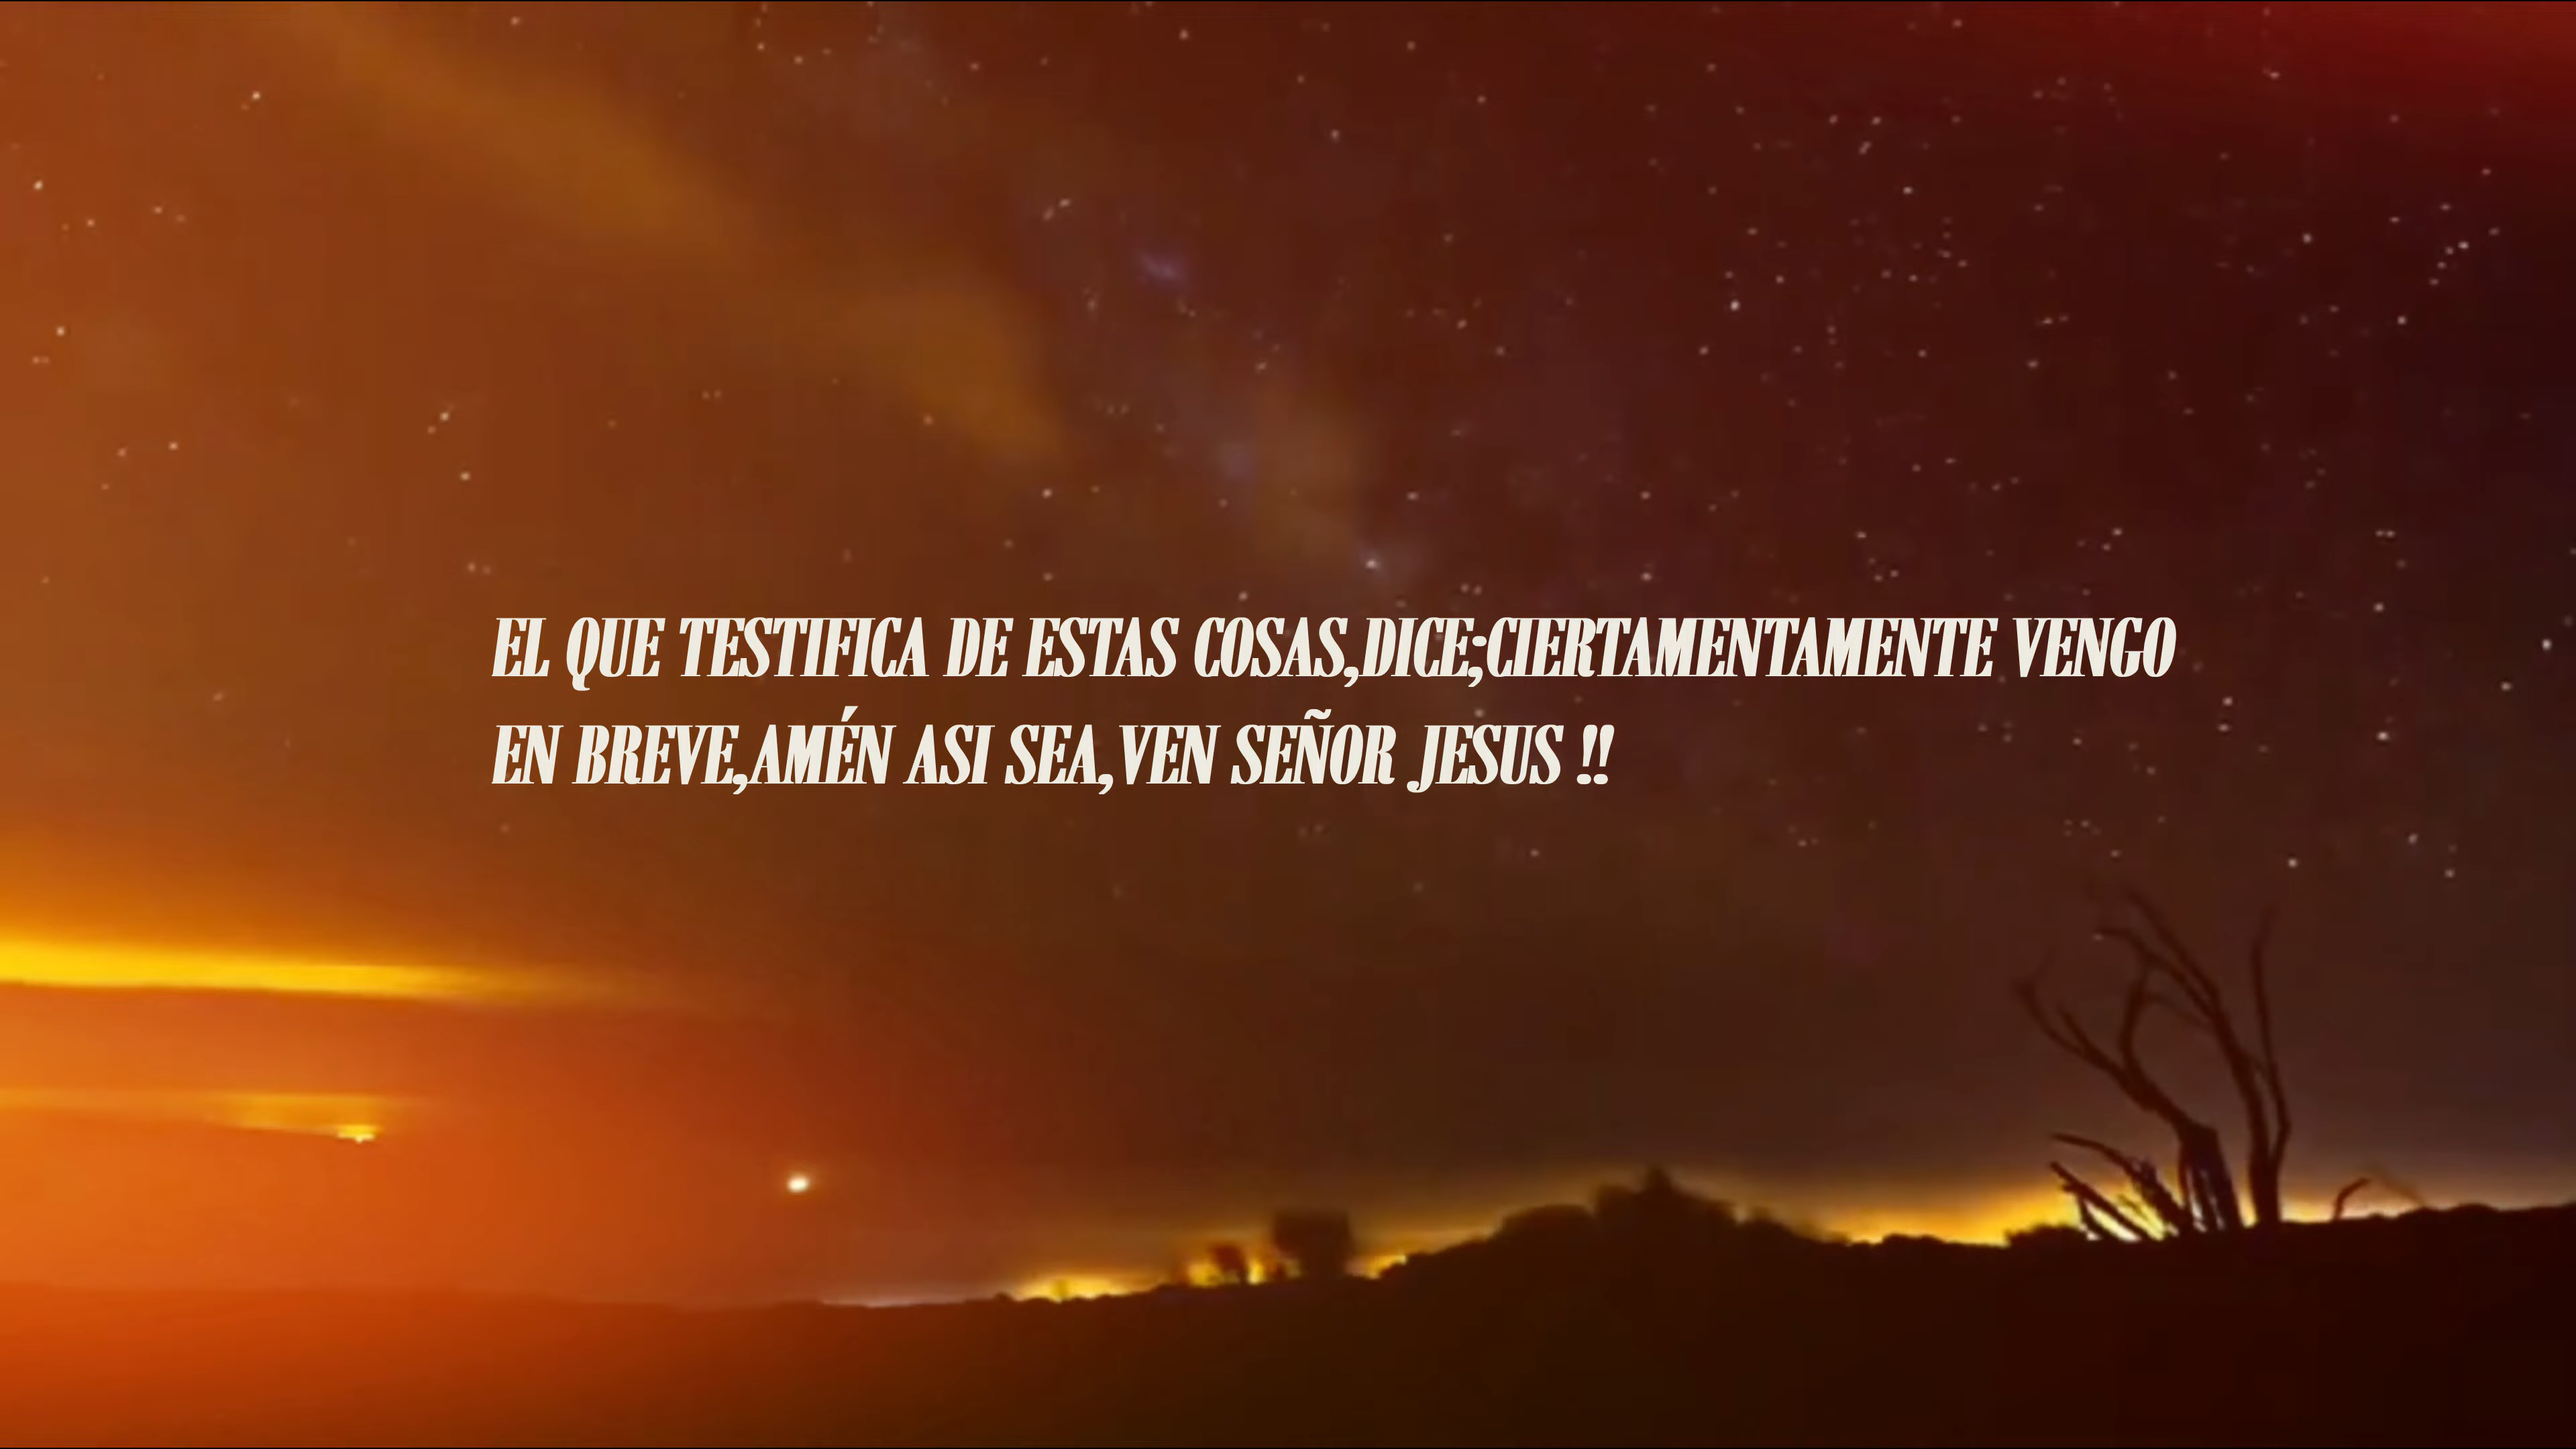 EL QUE TESTIFICA DE ESTAS COSAS,DICE;CIERTAMENTAMENTE VENGO
EN BREVE,AMÉN ASI SEA,VEN SEÑOR JESUS !!